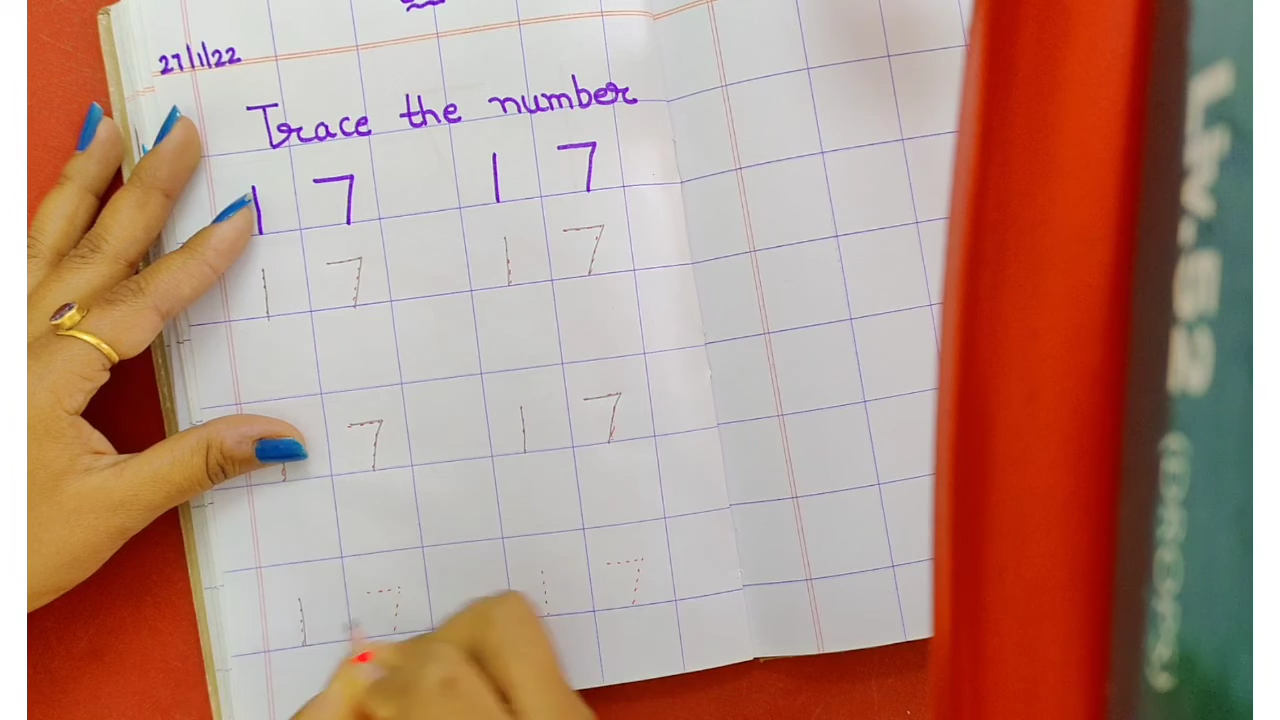 27/1/22
Trace the number
1 7 1 7
1 7 1 7
7 1 7
1 7 1 7